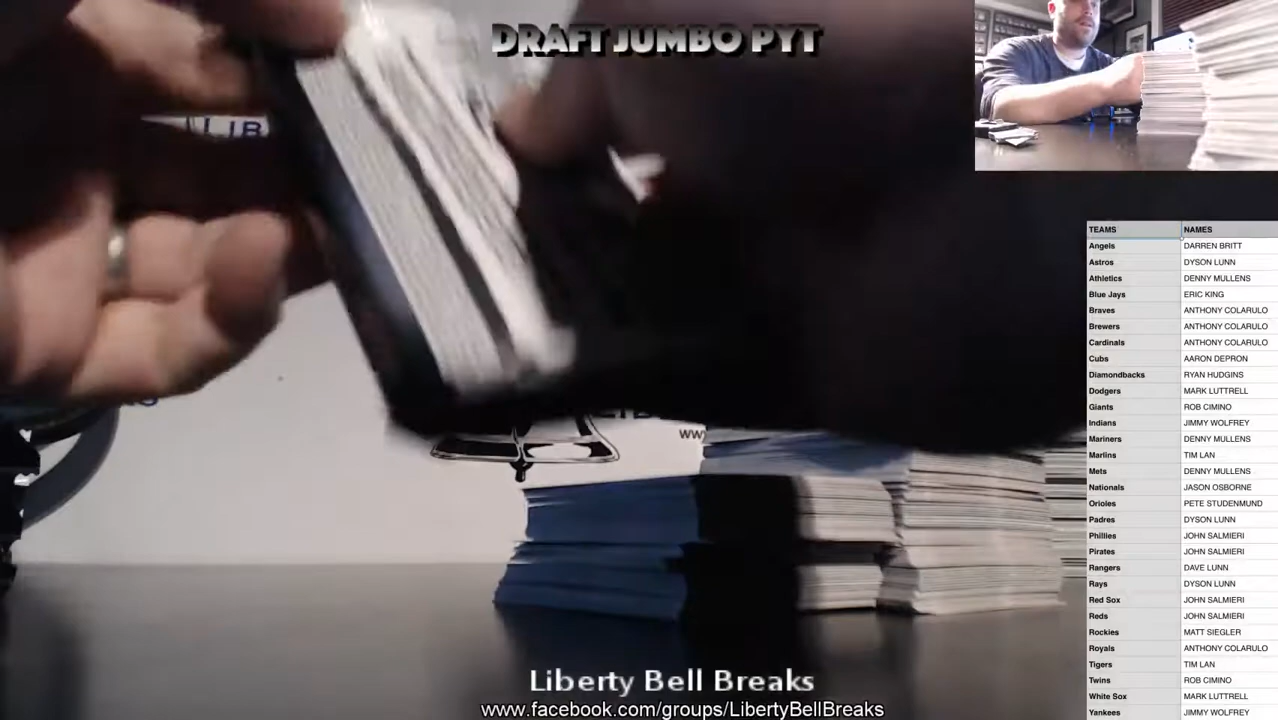 DRAFT JUMBO PYT
LIB
WW
TEAMS NAMES
Angels DARREN BRITT
Astros DYSON LUNN
Athletics DENNY MULLENS
Blue Jays ERIC KING
Braves ANTHONY COLARULO
Brewers ANTHONY COLARULO
Cardinals ANTHONY COLARULO
Cubs AARON DEPRON
Diamondbacks RYAN HUDGINS
Dodgers MARK LUTTRELL
Giants ROB CIMINO
Indians JIMMY WOLFREY
Mariners DENNY MULLENS
Marlins TIM LAN
Mets DENNY MULLENS
Nationals JASON OSBORNE
Orioles PETE STUDENMUND
Padres DYSON LUNN
Phillies JOHN SALMIERI
Pirates JOHN SALMIERI
Rangers DAVE LUNN
Rays DYSON LUNN
Red Sox JOHN SALMIERI
Reds JOHN SALMIERI
Rockies MATT SIEGLER
Royals ANTHONY COLARULO
Tigers TIM LAN
Twins ROB CIMINO
White Sox MARK LUTTRELL
Yankees JIMMY WOLFREY
Liberty Bell Breaks
www.facebook.com/groups/LibertyBellBreaks